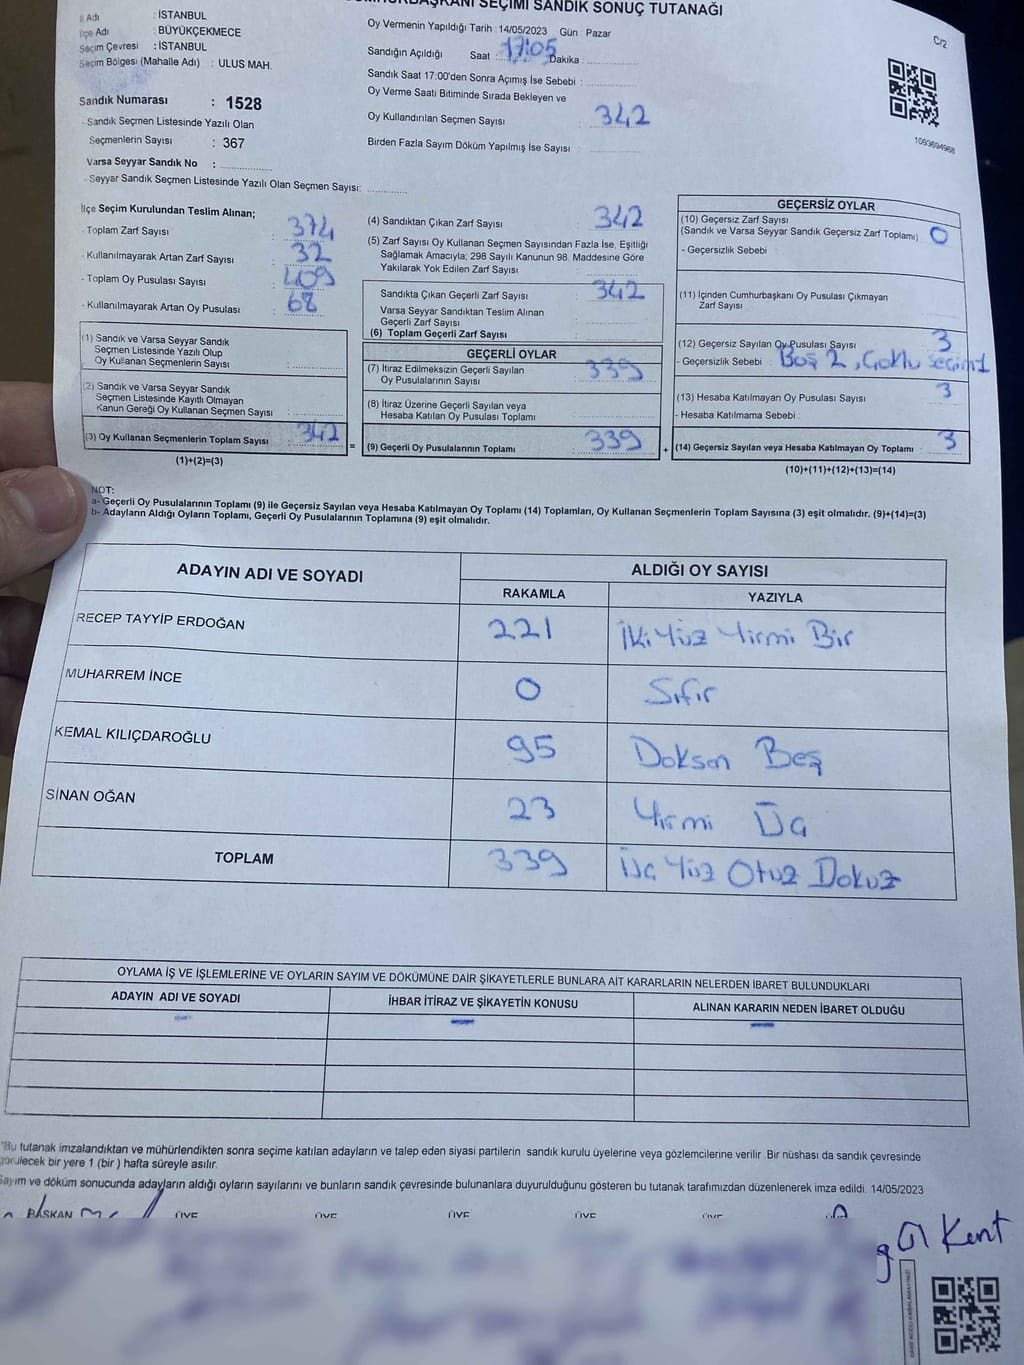 SEÇİMİ SANDIK SONUÇ TUTANAĞI
İl Adı : İSTANBUL
İlçe Adı : BÜYÜKÇEKMECE
Seçim Çevresi : İSTANBUL
Seçim Bölgesi (Mahalle Adı) : ULUS MAH.
Sandık Numarası : 1528
- Sandık Seçmen Listesinde Yazılı Olan
Seçmenlerin Sayısı : 367
Varsa Seyyar Sandık No :
- Seyyar Sandık Seçmen Listesinde Yazılı Olan Seçmen Sayısı:
Oy Vermenin Yapıldığı Tarih : 14/05/2023 Gün : Pazar
Sandığın Açıldığı Saat : 17:05 Dakika :
Sandık Saat 17:00'den Sonra Açımış İse Sebebi :
Oy Verme Saati Bitiminde Sırada Bekleyen ve
Oy Kullandırılan Seçmen Sayısı : 342
Birden Fazla Sayım Döküm Yapılmış İse Sayısı :
C/2
1093694968
İlçe Seçim Kurulundan Teslim Alınan;
- Toplam Zarf Sayısı : 374
- Kullanılmayarak Artan Zarf Sayısı : 32
- Toplam Oy Pusulası Sayısı : 409
- Kullanılmayarak Artan Oy Pusulası : 68
(1) Sandık ve Varsa Seyyar Sandık
Seçmen Listesinde Yazılı Olup
Oy Kullanan Seçmenlerin Sayısı :
(2) Sandık ve Varsa Seyyar Sandık
Seçmen Listesinde Kayıtlı Olmayan
Kanun Gereği Oy Kullanan Seçmen Sayısı :
(3) Oy Kullanan Seçmenlerin Toplam Sayısı : 342
(1)+(2)=(3)
(4) Sandıktan Çıkan Zarf Sayısı : 342
(5) Zarf Sayısı Oy Kullanan Seçmen Sayısından Fazla İse, Eşitliği
Sağlamak Amacıyla; 298 Sayılı Kanunun 98. Maddesine Göre
Yakılarak Yok Edilen Zarf Sayısı :
Sandıkta Çıkan Geçerli Zarf Sayısı : 342
Varsa Seyyar Sandıktan Teslim Alınan
Geçerli Zarf Sayısı :
(6) Toplam Geçerli Zarf Sayısı
GEÇERLİ OYLAR
(7) İtiraz Edilmeksizin Geçerli Sayılan
Oy Pusulalarının Sayısı : 339
(8) İtiraz Üzerine Geçerli Sayılan veya
Hesaba Katılan Oy Pusulası Toplamı :
= (9) Geçerli Oy Pusulalarının Toplamı : 339
GEÇERSİZ OYLAR
(10) Geçersiz Zarf Sayısı
(Sandık ve Varsa Seyyar Sandık Geçersiz Zarf Toplamı) : 0
- Geçersizlik Sebebi :
(11) İçinden Cumhurbaşkanı Oy Pusulası Çıkmayan
Zarf Sayısı :
(12) Geçersiz Sayılan Oy Pusulası Sayısı : 3
- Geçersizlik Sebebi : Boş 2, Çoklu Seçim 1
(13) Hesaba Katılmayan Oy Pusulası Sayısı : 3
- Hesaba Katılmama Sebebi :
+ (14) Geçersiz Sayılan veya Hesaba Katılmayan Oy Toplamı : 3
(10)+(11)+(12)+(13)=(14)
NOT:
a- Geçerli Oy Pusulalarının Toplamı (9) ile Geçersiz Sayılan veya Hesaba Katılmayan Oy Toplamı (14) Toplamları, Oy Kullanan Seçmenlerin Toplam Sayısına (3) eşit olmalıdır. (9)+(14)=(3)
b- Adayların Aldığı Oyların Toplamı, Geçerli Oy Pusulalarının Toplamına (9) eşit olmalıdır.
ADAYIN ADI VE SOYADI
ALDIĞI OY SAYISI
RAKAMLA YAZIYLA
RECEP TAYYİP ERDOĞAN 221 İki Yüz Yirmi Bir
MUHARREM İNCE 0 Sıfır
KEMAL KILIÇDAROĞLU 95 Doksan Beş
SİNAN OĞAN 23 Yirmi Üç
TOPLAM 339 Üç Yüz Otuz Dokuz
OYLAMA İŞ VE İŞLEMLERİNE VE OYLARIN SAYIM VE DÖKÜMÜNE DAİR ŞİKAYETLERLE BUNLARA AİT KARARLARIN NELERDEN İBARET BULUNDUKLARI
ADAYIN ADI VE SOYADI İHBAR İTİRAZ VE ŞİKAYETİN KONUSU ALINAN KARARIN NEDEN İBARET OLDUĞU
"Bu tutanak imzalandıktan ve mühürlendikten sonra seçime katılan adayların ve talep eden siyasi partilerin sandık kurulu üyelerine veya gözlemcilerine verilir. Bir nüshası da sandık çevresinde
görülecek bir yere 1 (bir) hafta süreyle asılır.
Sayım ve döküm sonucunda adayların aldığı oyların sayılarını ve bunların sandık çevresinde bulunanlara duyurulduğunu gösteren bu tutanak tarafımızdan düzenlenerek imza edildi. 14/05/2023
BAŞKAN ÜYE ÜYE ÜYE ÜYE ÜYE
Kent